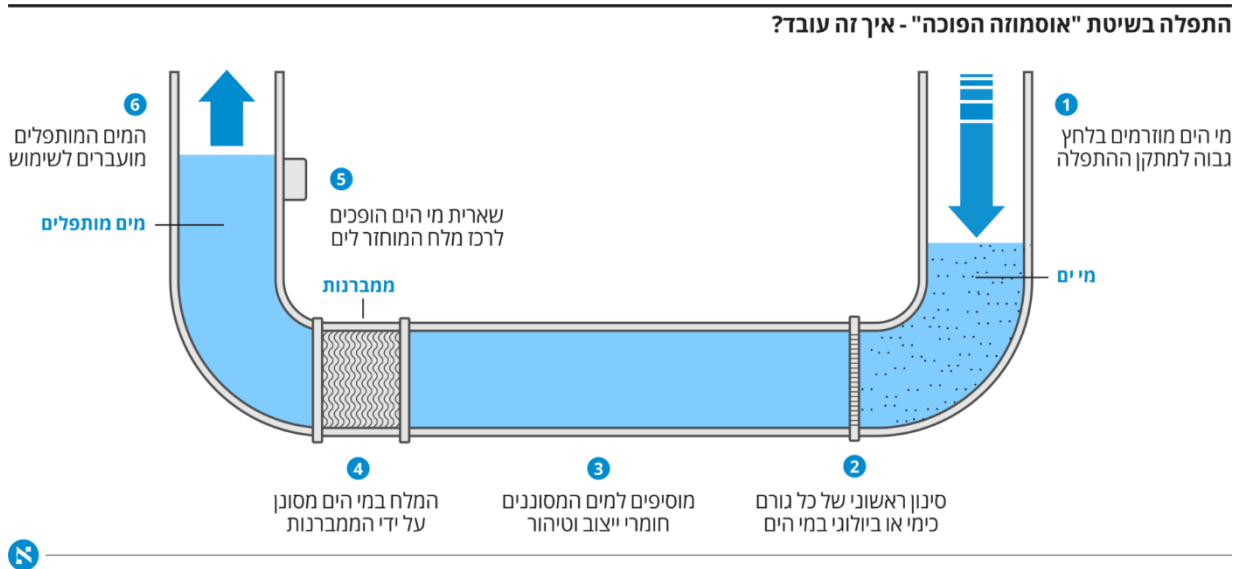 התפלה בשיטת "אוסמוזה הפוכה" - איך זה עובד?
1
מי הים מוזרמים בלחץ
גבוה למתקן ההתפלה
מי ים
2
סינון ראשוני של כל גורם
כימי או ביולוגי במי הים
3
מוסיפים למים המסוננים
חומרי ייצוב וטיהור
ממברנות
4
המלח במי הים מסונן
על ידי הממברנות
5
שארית מי הים הופכים
לרכז מלח המוחזר לים
6
המים המותפלים
מועברים לשימוש
מים מותפלים
א